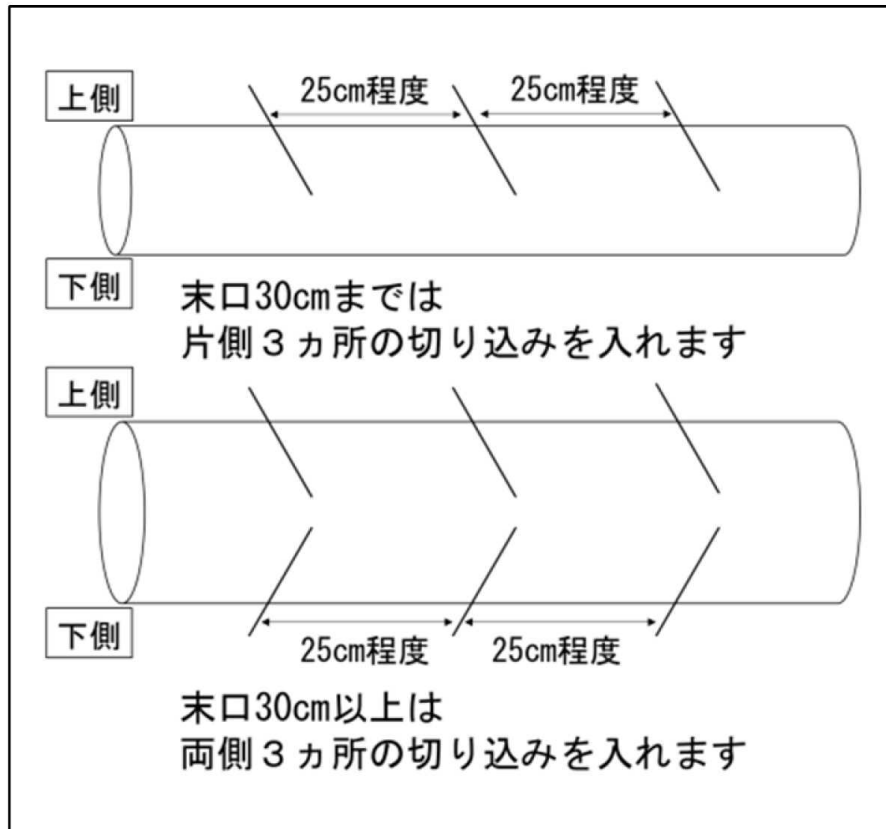 上側
25cm程度
25cm程度
下側
末口30cmまでは
片側３ヵ所の切り込みを入れます
上側
下側
25cm程度
25cm程度
末口30cm以上は
両側３ヵ所の切り込みを入れます